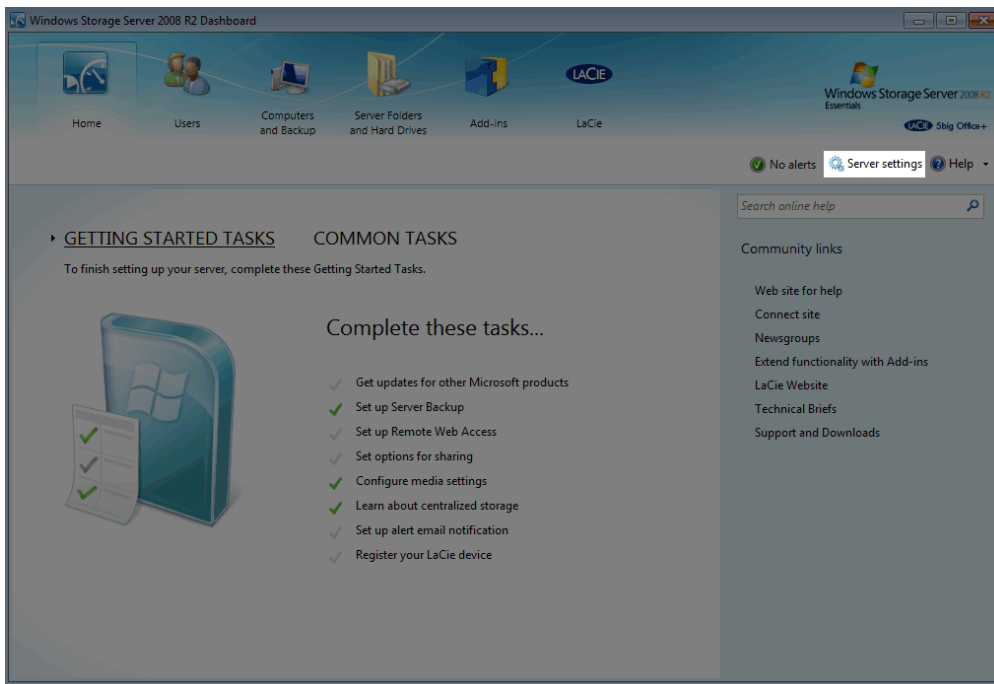 Windows Storage Server 2008 R2 Dashboard
Home
Users
Computers
and Backup
Server Folders
and Hard Drives
Add-ins
LACIE
LaCie
Windows Storage Server 2008 R2
Essentials
LACIE 5big Office+
No alerts
Server settings
Help
Search online help
GETTING STARTED TASKS
COMMON TASKS
To finish setting up your server, complete these Getting Started Tasks.
Complete these tasks...
Get updates for other Microsoft products
Set up Server Backup
Set up Remote Web Access
Set options for sharing
Configure media settings
Learn about centralized storage
Set up alert email notification
Register your LaCie device
Community links
Web site for help
Connect site
Newsgroups
Extend functionality with Add-ins
LaCie Website
Technical Briefs
Support and Downloads